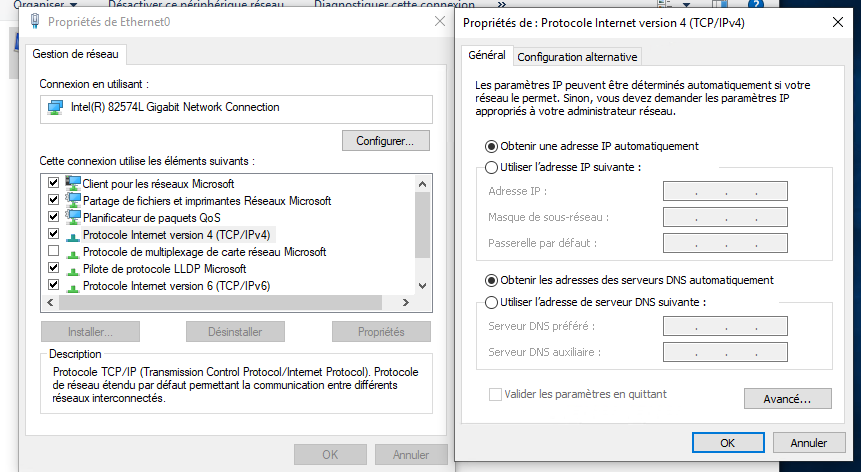 Organiser
Désactiver ce périphérique réseau
Diagnostiquer cette connexion
»
Propriétés de Ethernet0
Gestion de réseau
Connexion en utilisant :
Intel(R) 82574L Gigabit Network Connection
Configurer...
Cette connexion utilise les éléments suivants :
Client pour les réseaux Microsoft
Partage de fichiers et imprimantes Réseaux Microsoft
Planificateur de paquets QoS
Protocole Internet version 4 (TCP/IPv4)
Protocole de multiplexage de carte réseau Microsoft
Pilote de protocole LLDP Microsoft
Protocole Internet version 6 (TCP/IPv6)
Installer...
Désinstaller
Propriétés
Description
Protocole TCP/IP (Transmission Control Protocol/Internet Protocol). Protocole
de réseau étendu par défaut permettant la communication entre différents
réseaux interconnectés.
OK
Annuler
Propriétés de : Protocole Internet version 4 (TCP/IPv4)
Général
Configuration alternative
Les paramètres IP peuvent être déterminés automatiquement si votre
réseau le permet. Sinon, vous devez demander les paramètres IP
appropriés à votre administrateur réseau.
Obtenir une adresse IP automatiquement
Utiliser l'adresse IP suivante :
Adresse IP :
Masque de sous-réseau :
Passerelle par défaut :
Obtenir les adresses des serveurs DNS automatiquement
Utiliser l'adresse de serveur DNS suivante :
Serveur DNS préféré :
Serveur DNS auxiliaire :
Valider les paramètres en quittant
Avancé...
OK
Annuler